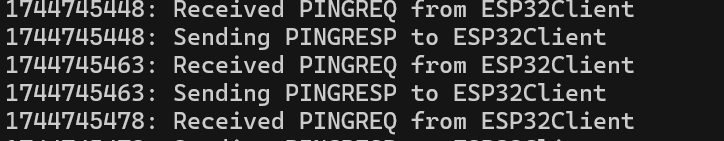 1744745448: Received PINGREQ from ESP32Client
1744745448: Sending PINGRESP to ESP32Client
1744745463: Received PINGREQ from ESP32Client
1744745463: Sending PINGRESP to ESP32Client
1744745478: Received PINGREQ from ESP32Client